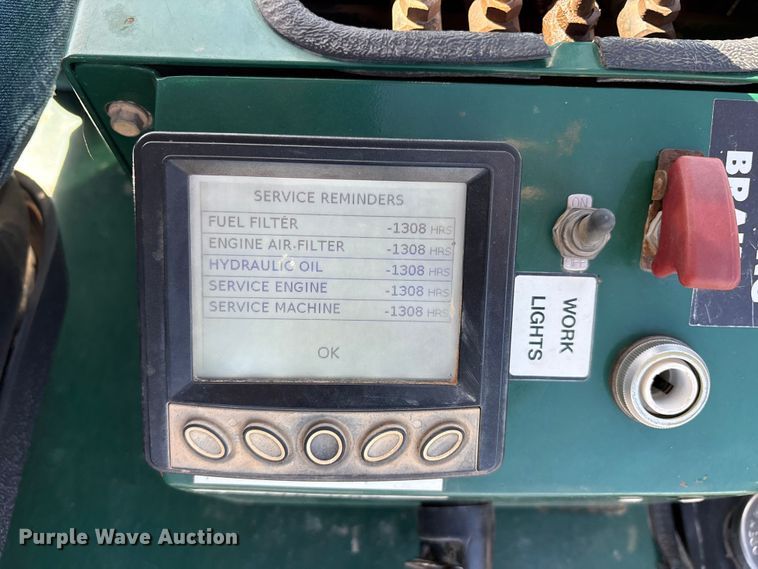 SERVICE REMINDERS
FUEL FILTER -1308 HRS
ENGINE AIR-FILTER -1308 HRS
HYDRAULIC OIL -1308 HRS
SERVICE ENGINE -1308 HRS
SERVICE MACHINE -1308 HRS
OK
ON
OFF
WORK
LIGHTS
Purple Wave Auction